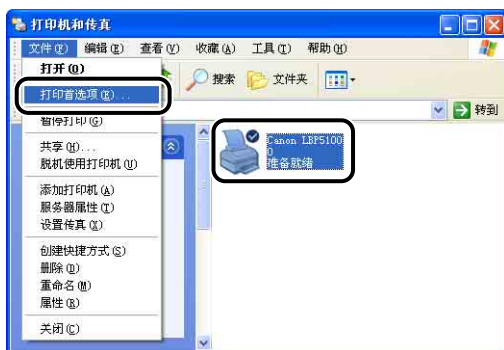 打印机和传真
文件(F) 编辑(E) 查看(V) 收藏(A) 工具(T) 帮助(H)
打开(O)
搜索 文件夹
打印首选项(E)...
转到
暂停打印(G)
共享(H)...
脱机使用打印机(U)
Canon LBP5100
0
准备就绪
添加打印机(A)
服务器属性(T)
设置传真(X)
创建快捷方式(S)
删除(D)
重命名(M)
属性(R)
关闭(C)